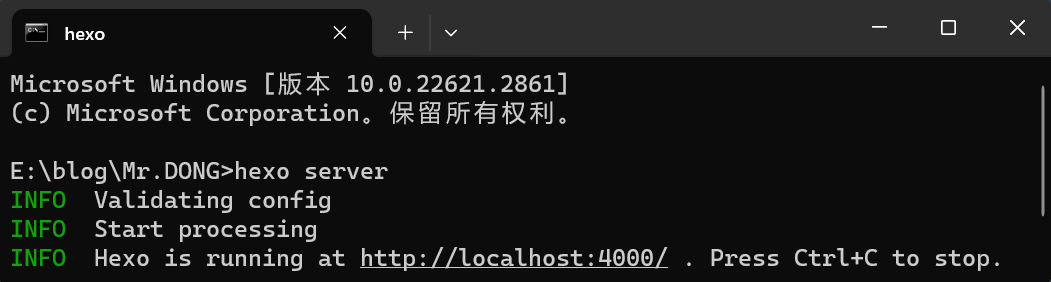 hexo
Microsoft Windows [版本 10.0.22621.2861]
(c) Microsoft Corporation。保留所有权利。
E:\blog\Mr.DONG>hexo server
INFO  Validating config
INFO  Start processing
INFO  Hexo is running at http://localhost:4000/ . Press Ctrl+C to stop.